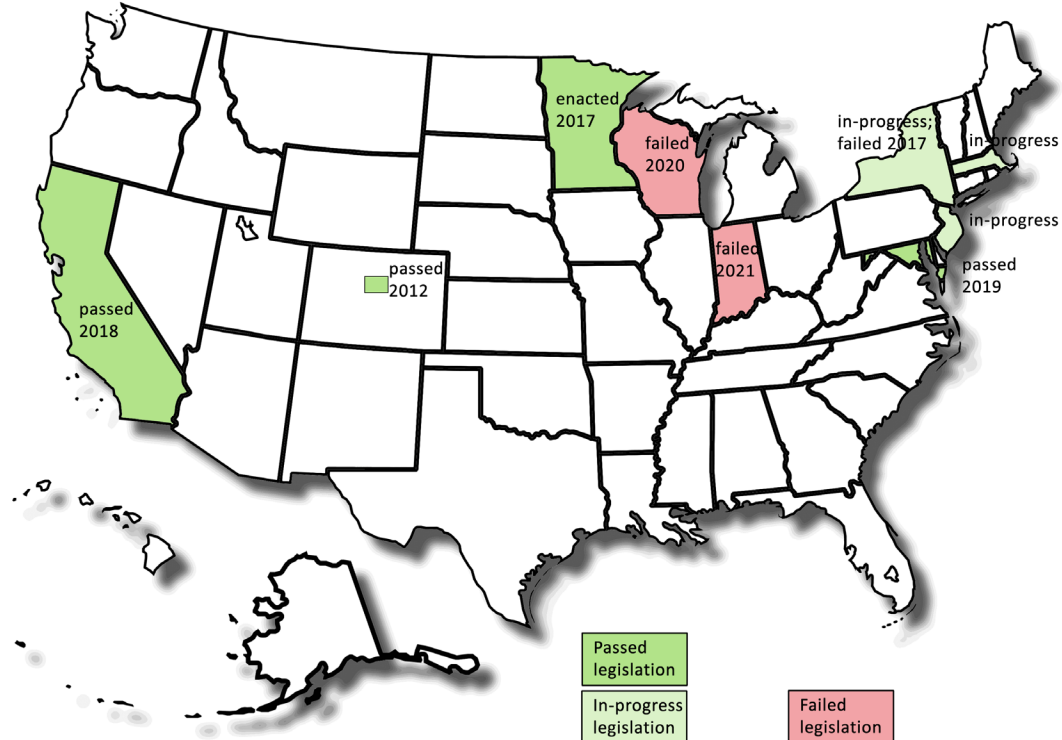 enacted
2017
in-progress;
failed 2017
failed
2020
in-progress
in-progress
failed
2021
passed
2019
passed
2012
passed
2018
Passed
legislation
In-progress
legislation
Failed
legislation